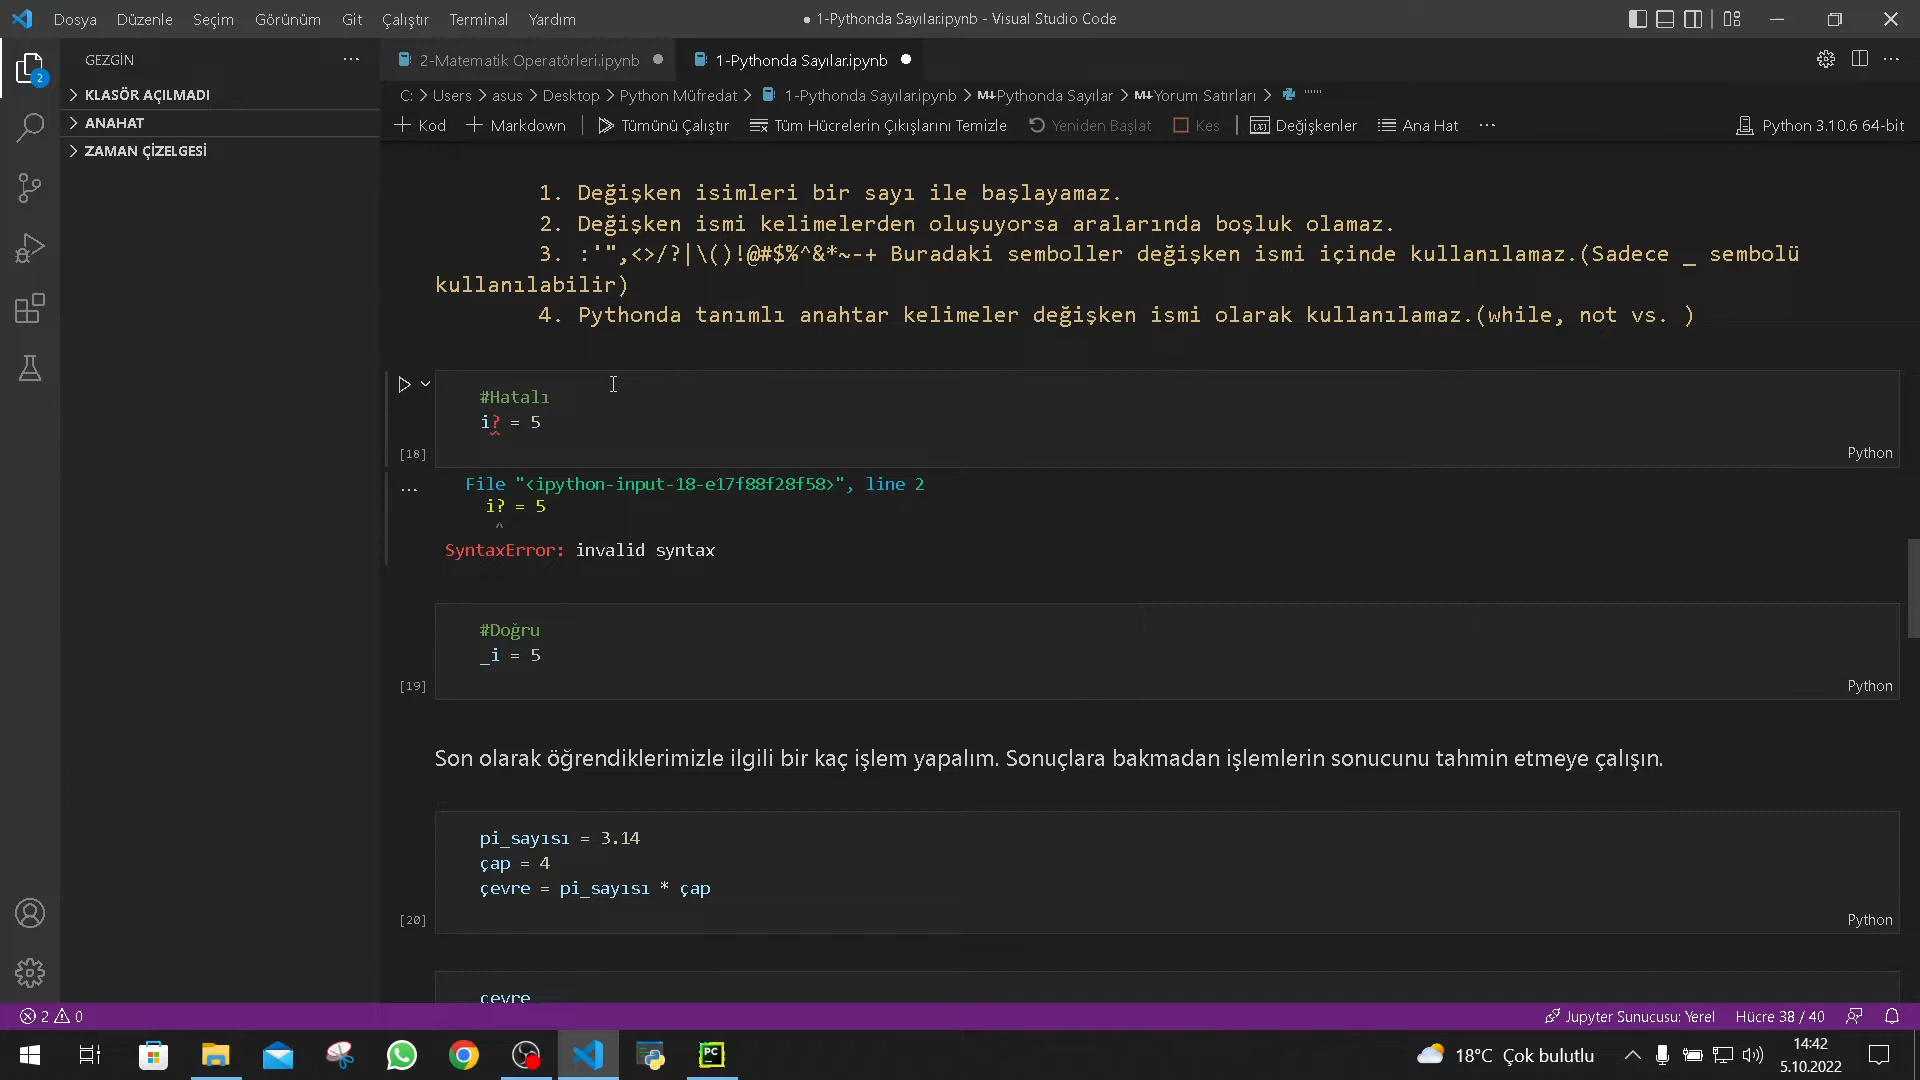 Dosya Düzenle Seçim Görünüm Git Çalıştır Terminal Yardım
● 1-Pythonda Sayılar.ipynb - Visual Studio Code
GEZGİN ...
2-Matematik Operatörleri.ipynb ●
1-Pythonda Sayılar.ipynb ●
2
KLASÖR AÇILMADI
ANAHAT
ZAMAN ÇİZELGESİ
C: > Users > asus > Desktop > Python Müfredat > 1-Pythonda Sayılar.ipynb > M↓Pythonda Sayılar > M↓Yorum Satırları > """"
+ Kod + Markdown | Tümünü Çalıştır Tüm Hücrelerin Çıkışlarını Temizle Yeniden Başlat Kes | Değişkenler Ana Hat ...
Python 3.10.6 64-bit
1. Değişken isimleri bir sayı ile başlayamaz.
2. Değişken ismi kelimelerden oluşuyorsa aralarında boşluk olamaz.
3. :'",<>/?|\()!@#$%^&*~-+ Buradaki semboller değişken ismi içinde kullanılamaz.(Sadece _ sembolü
kullanılabilir)
4. Pythonda tanımlı anahtar kelimeler değişken ismi olarak kullanılamaz.(while, not vs. )
#Hatalı
i? = 5
[18]
Python
... File "<ipython-input-18-e17f88f28f58>", line 2
i? = 5
^
SyntaxError: invalid syntax
#Doğru
_i = 5
[19]
Python
Son olarak öğrendiklerimizle ilgili bir kaç işlem yapalım. Sonuçlara bakmadan işlemlerin sonucunu tahmin etmeye çalışın.
pi_sayısı = 3.14
çap = 4
çevre = pi_sayısı * çap
[20]
Python
çevre
2 0
Jupyter Sunucusu: Yerel Hücre 38 / 40
PC
18°C Çok bulutlu
14:42
5.10.2022